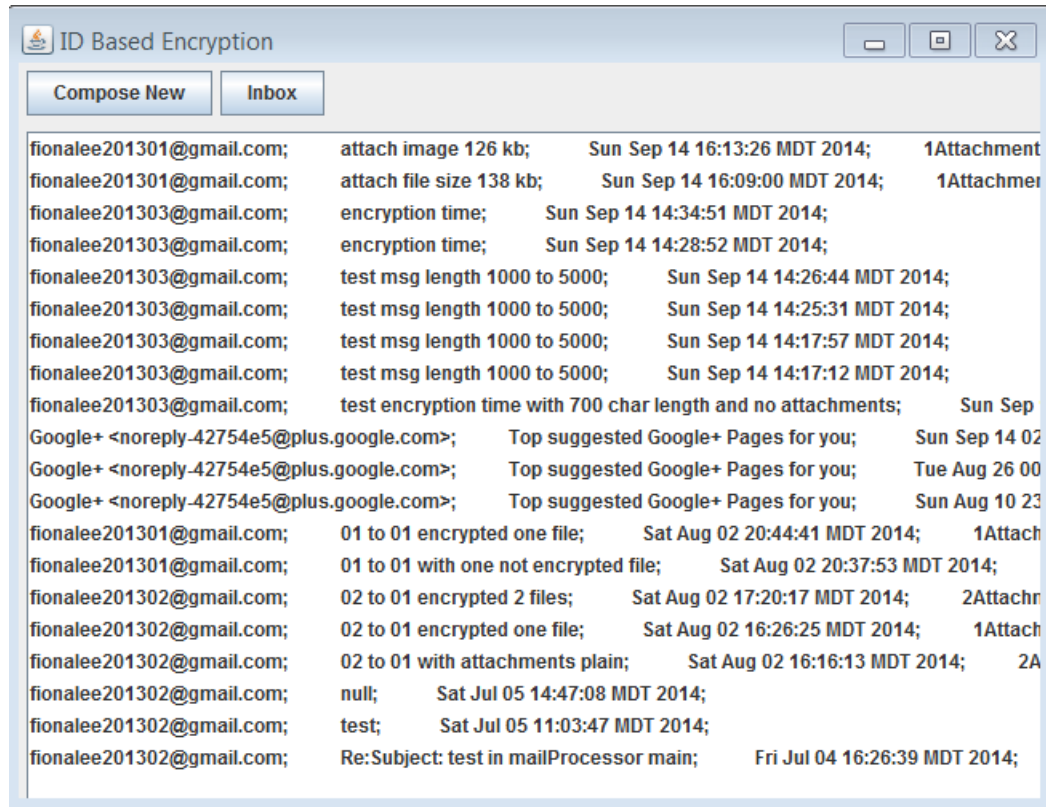 ID Based Encryption
Compose New Inbox
fionalee201301@gmail.com; attach image 126 kb; Sun Sep 14 16:13:26 MDT 2014; 1Attachment
fionalee201301@gmail.com; attach file size 138 kb; Sun Sep 14 16:09:00 MDT 2014; 1Attachmer
fionalee201303@gmail.com; encryption time; Sun Sep 14 14:34:51 MDT 2014;
fionalee201303@gmail.com; encryption time; Sun Sep 14 14:28:52 MDT 2014;
fionalee201303@gmail.com; test msg length 1000 to 5000; Sun Sep 14 14:26:44 MDT 2014;
fionalee201303@gmail.com; test msg length 1000 to 5000; Sun Sep 14 14:25:31 MDT 2014;
fionalee201303@gmail.com; test msg length 1000 to 5000; Sun Sep 14 14:17:57 MDT 2014;
fionalee201303@gmail.com; test msg length 1000 to 5000; Sun Sep 14 14:17:12 MDT 2014;
fionalee201303@gmail.com; test encryption time with 700 char length and no attachments; Sun Sep
Google+ <noreply-42754e5@plus.google.com>; Top suggested Google+ Pages for you; Sun Sep 14 02
Google+ <noreply-42754e5@plus.google.com>; Top suggested Google+ Pages for you; Tue Aug 26 00
Google+ <noreply-42754e5@plus.google.com>; Top suggested Google+ Pages for you; Sun Aug 10 23
fionalee201301@gmail.com; 01 to 01 encrypted one file; Sat Aug 02 20:44:41 MDT 2014; 1Attach
fionalee201301@gmail.com; 01 to 01 with one not encrypted file; Sat Aug 02 20:37:53 MDT 2014;
fionalee201302@gmail.com; 02 to 01 encrypted 2 files; Sat Aug 02 17:20:17 MDT 2014; 2Attachn
fionalee201302@gmail.com; 02 to 01 encrypted one file; Sat Aug 02 16:26:25 MDT 2014; 1Attach
fionalee201302@gmail.com; 02 to 01 with attachments plain; Sat Aug 02 16:16:13 MDT 2014; 2A
fionalee201302@gmail.com; null; Sat Jul 05 14:47:08 MDT 2014;
fionalee201302@gmail.com; test; Sat Jul 05 11:03:47 MDT 2014;
fionalee201302@gmail.com; Re:Subject: test in mailProcessor main; Fri Jul 04 16:26:39 MDT 2014;